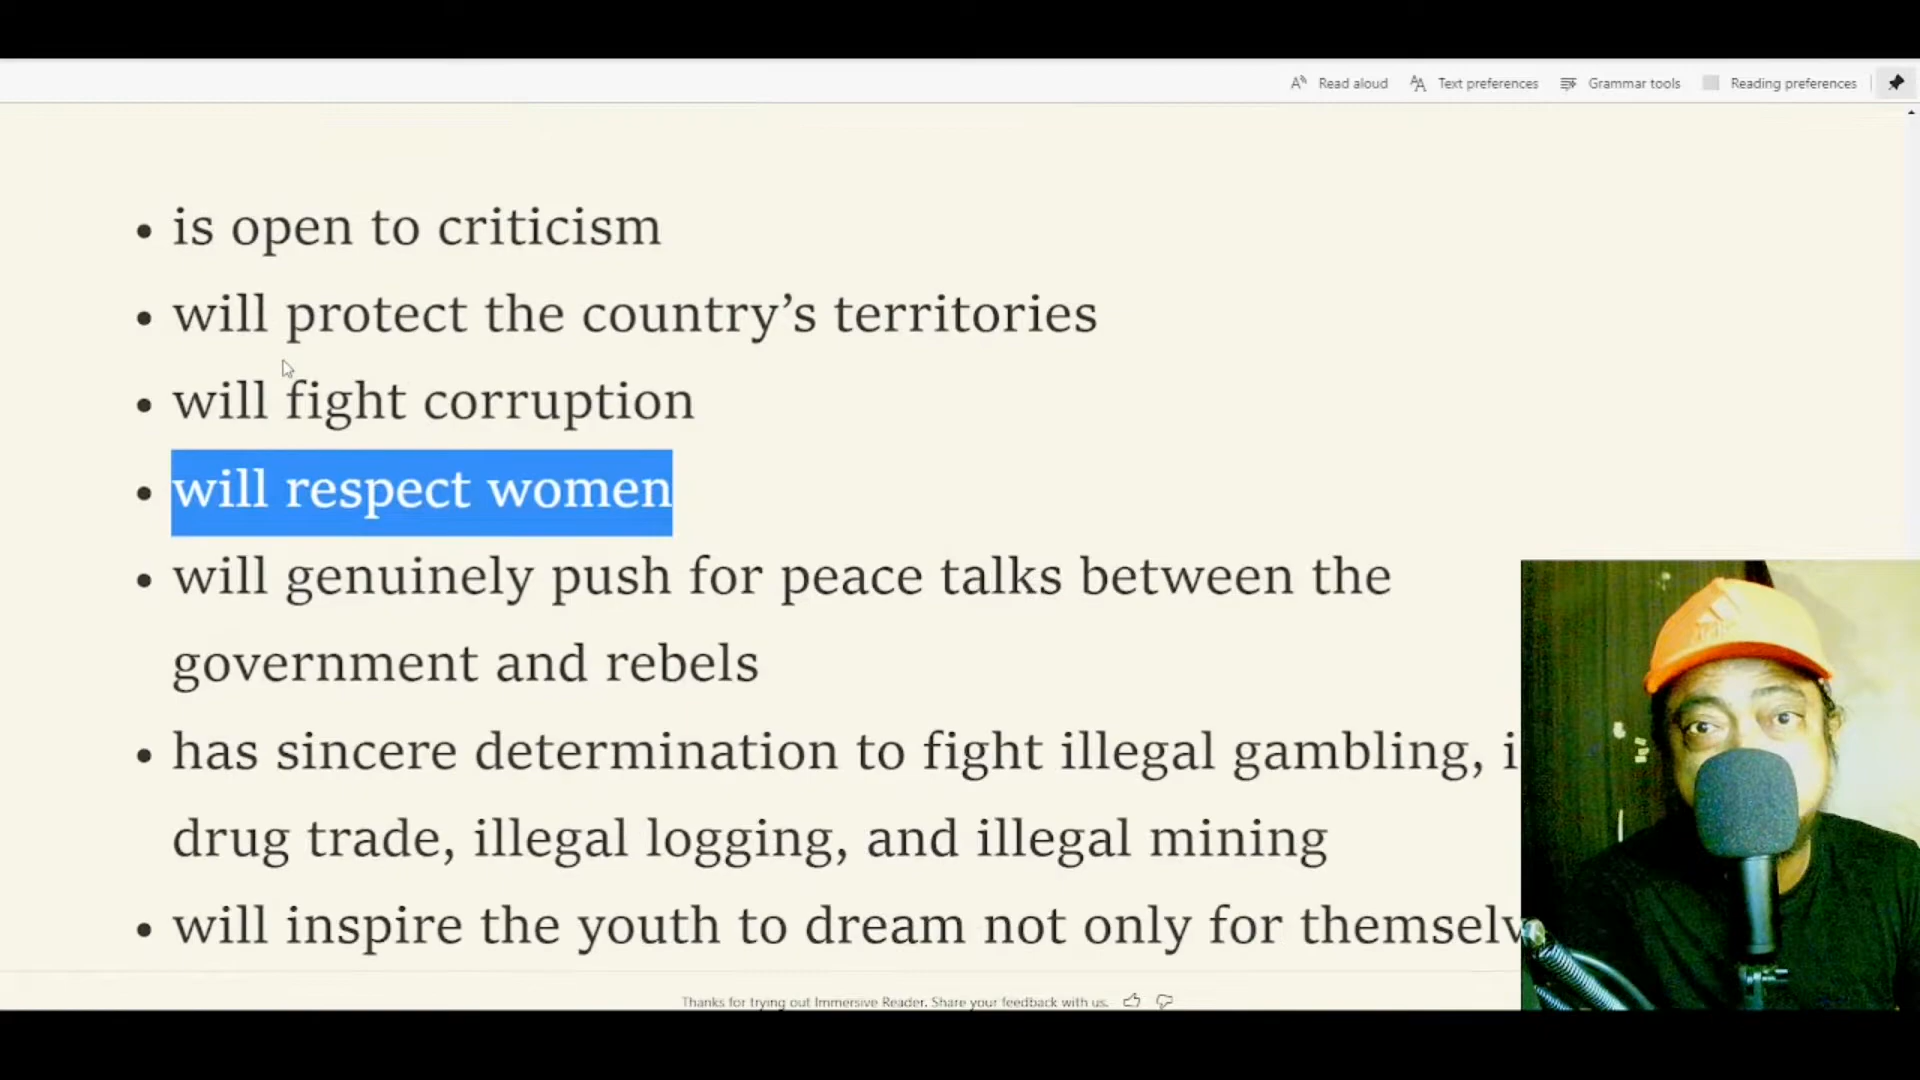 Read aloud Text preferences Grammar tools Reading preferences
• is open to criticism
• will protect the country’s territories
• will fight corruption
• will respect women
• will genuinely push for peace talks between the
government and rebels
• has sincere determination to fight illegal gambling,
drug trade, illegal logging, and illegal mining
• will inspire the youth to dream not only for
Thanks for trying out Immersive Reader. Share your feedback with us.